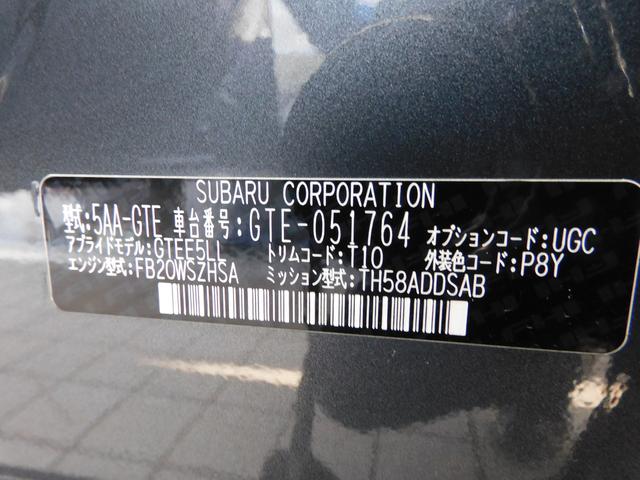 SUBARU CORPORATION
型式:5AA-GTE 車台番号:GTE-051764 オプションコード:UGC
アプライドモデル:GTEE5LL トリムコード:T10 外装色コード:P8Y
エンジン型式:FB20WSZHSA ミッション型式:TH58ADDSAB